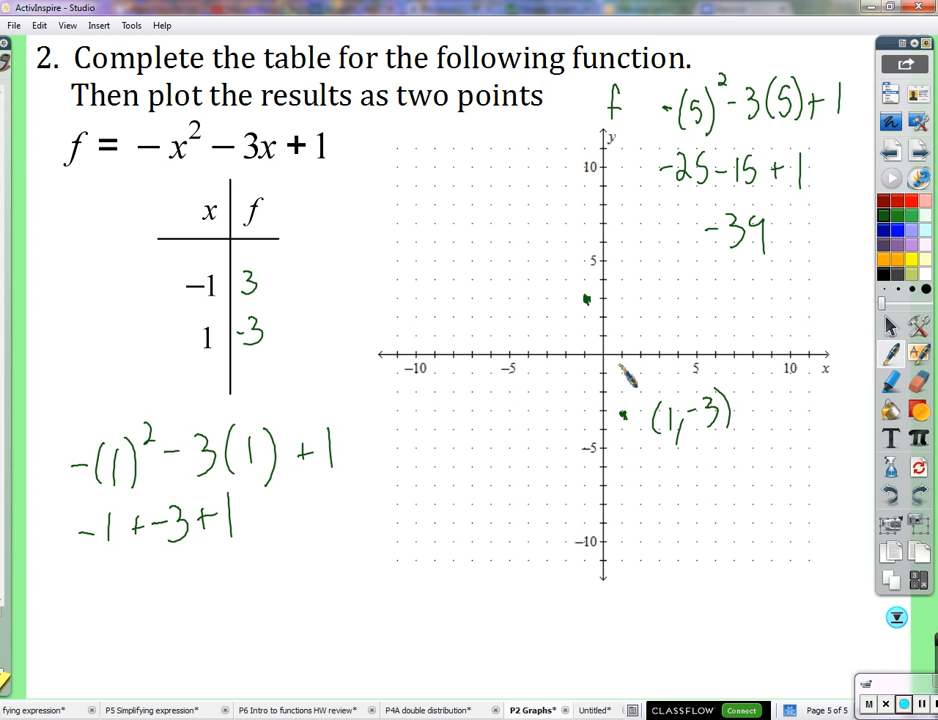 ActivInspire - Studio
File Edit View Insert Tools Help
2. Complete the table for the following function.
Then plot the results as two points
f = − x² − 3x + 1
x f
−1 3
1 -3
-(1)² - 3(1) + 1
-1 + -3 + 1
f -(5)² - 3(5) + 1
-25 - 15 + 1
-39
y
10
5
−10 −5 5 10 x
(1, -3)
−5
−10
T π
fying expression* P5 Simplifying expression* P6 Intro to functions HW review* P4A double distribution* P2 Graphs* Untitled* CLASSFLOW Connect Page 5 of 5
M